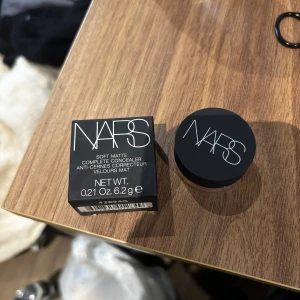 NARS
SOFT MATTE
COMPLETE CONCEALER
ANTI-CERNES CORRECTEUR
VELOURS MAT
NET WT.
0.21 Oz. 6.2 g e
NARS